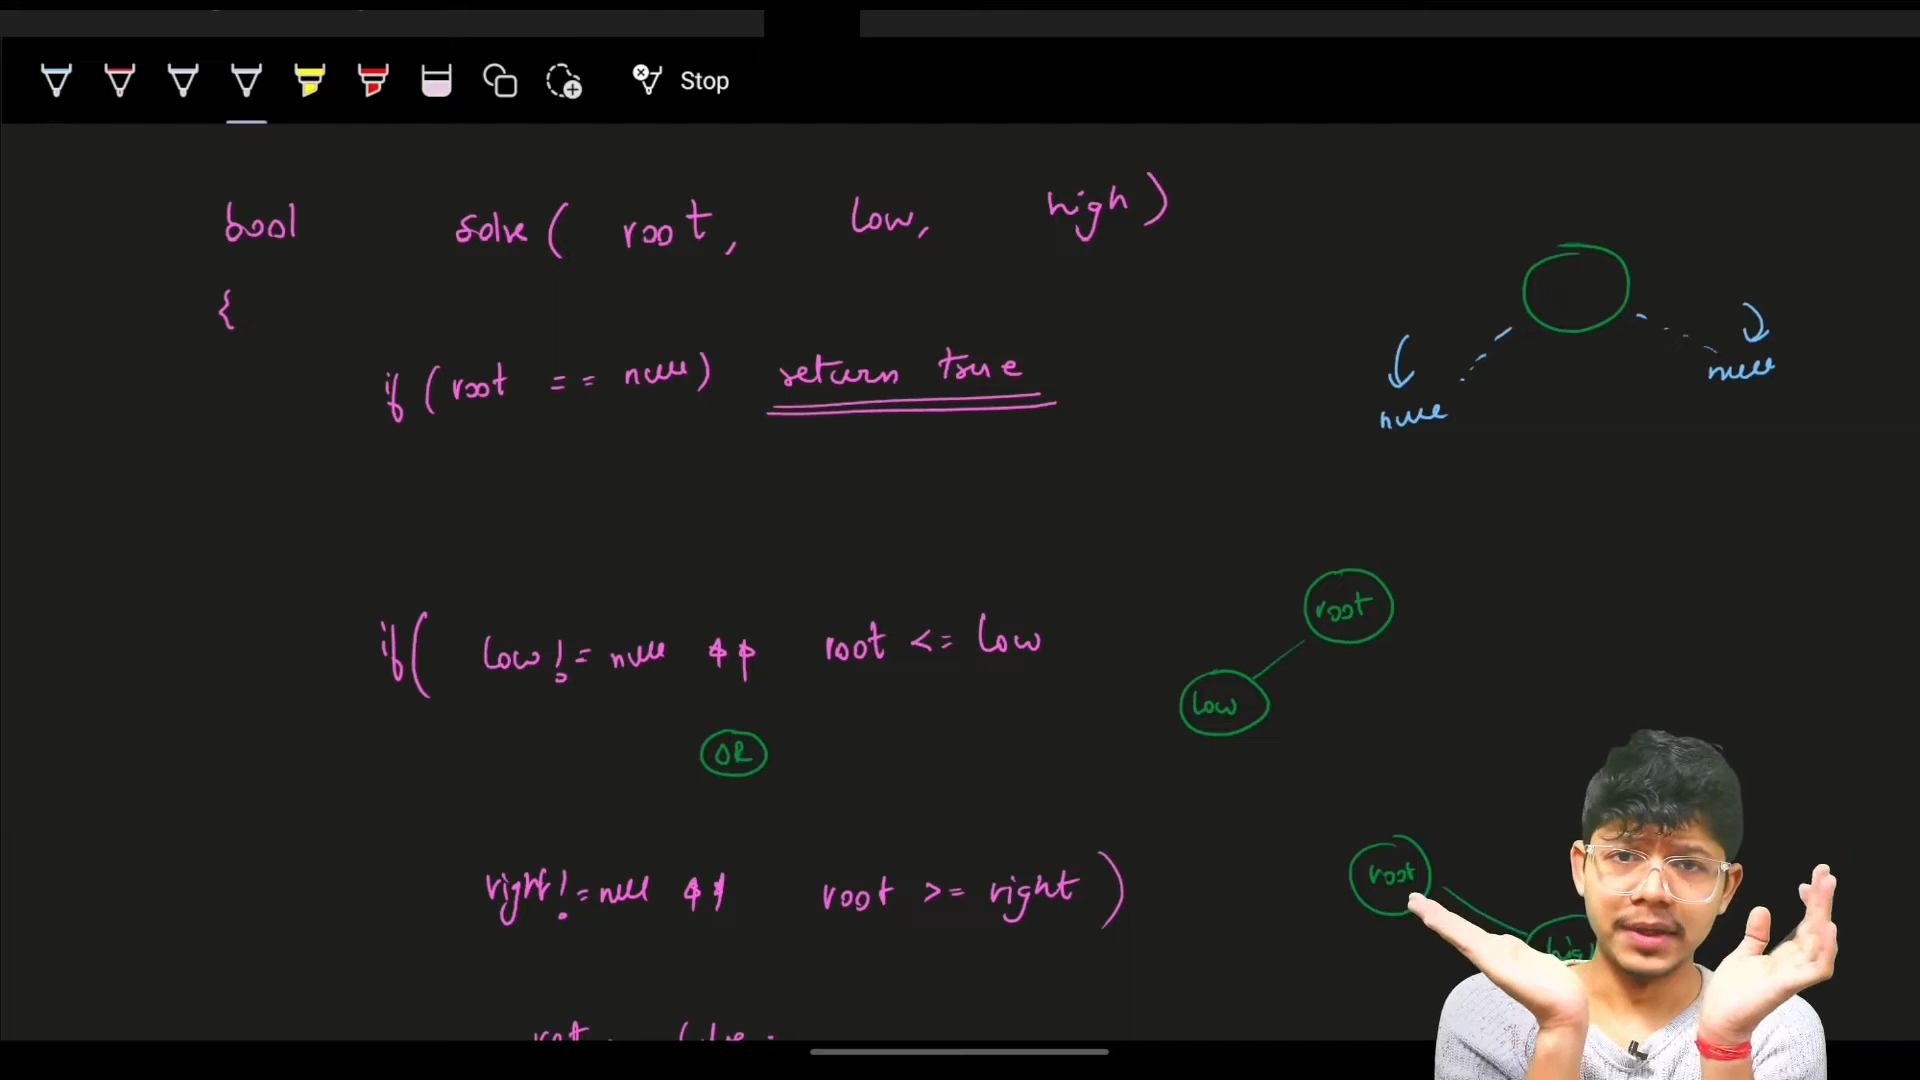 Stop
bool solve( root, low, high)
{
if (root == null) return true
null
null
if( low != null && root <= low
root
low
OR
right != null && root >= right )
root